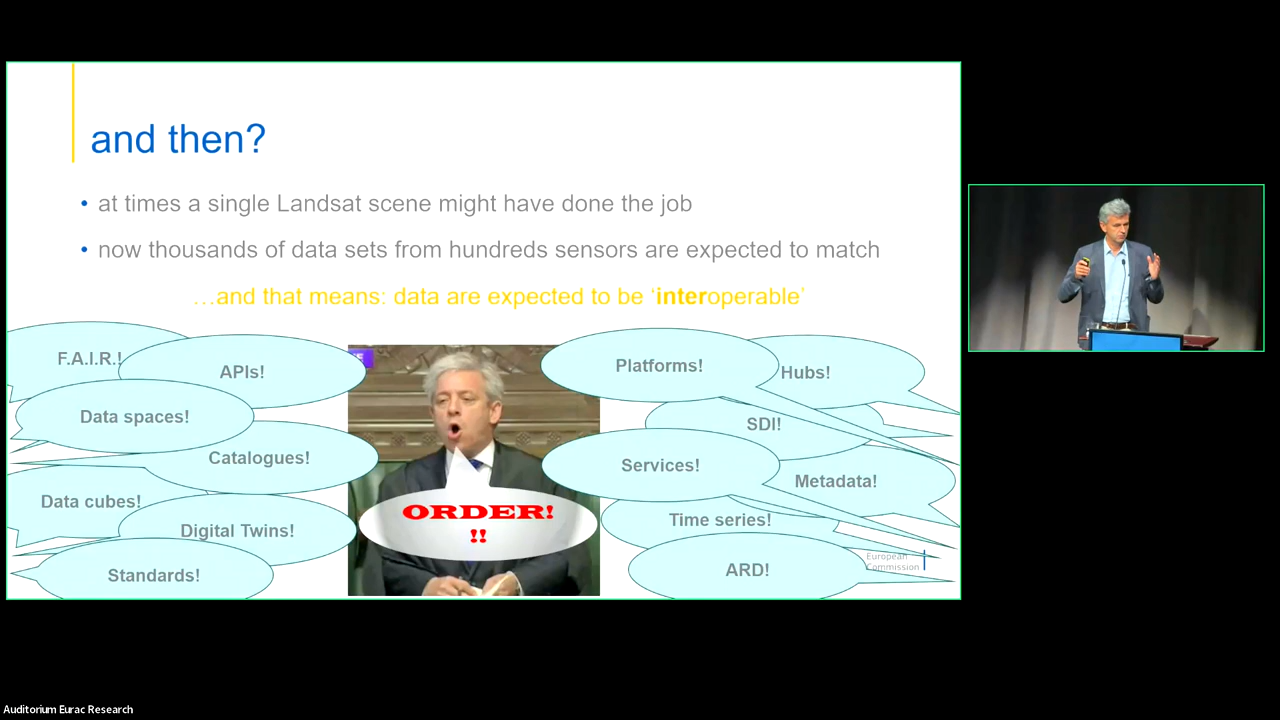 and then?
• at times a single Landsat scene might have done the job
• now thousands of data sets from hundreds sensors are expected to match
…and that means: data are expected to be ‘interoperable’
F.A.I.R.!
APIs!
Data spaces!
Catalogues!
Data cubes!
Digital Twins!
Standards!
ORDER!
!!
Platforms!
Hubs!
SDI!
Services!
Metadata!
Time series!
ARD!
European
Commission
Auditorium Eurac Research